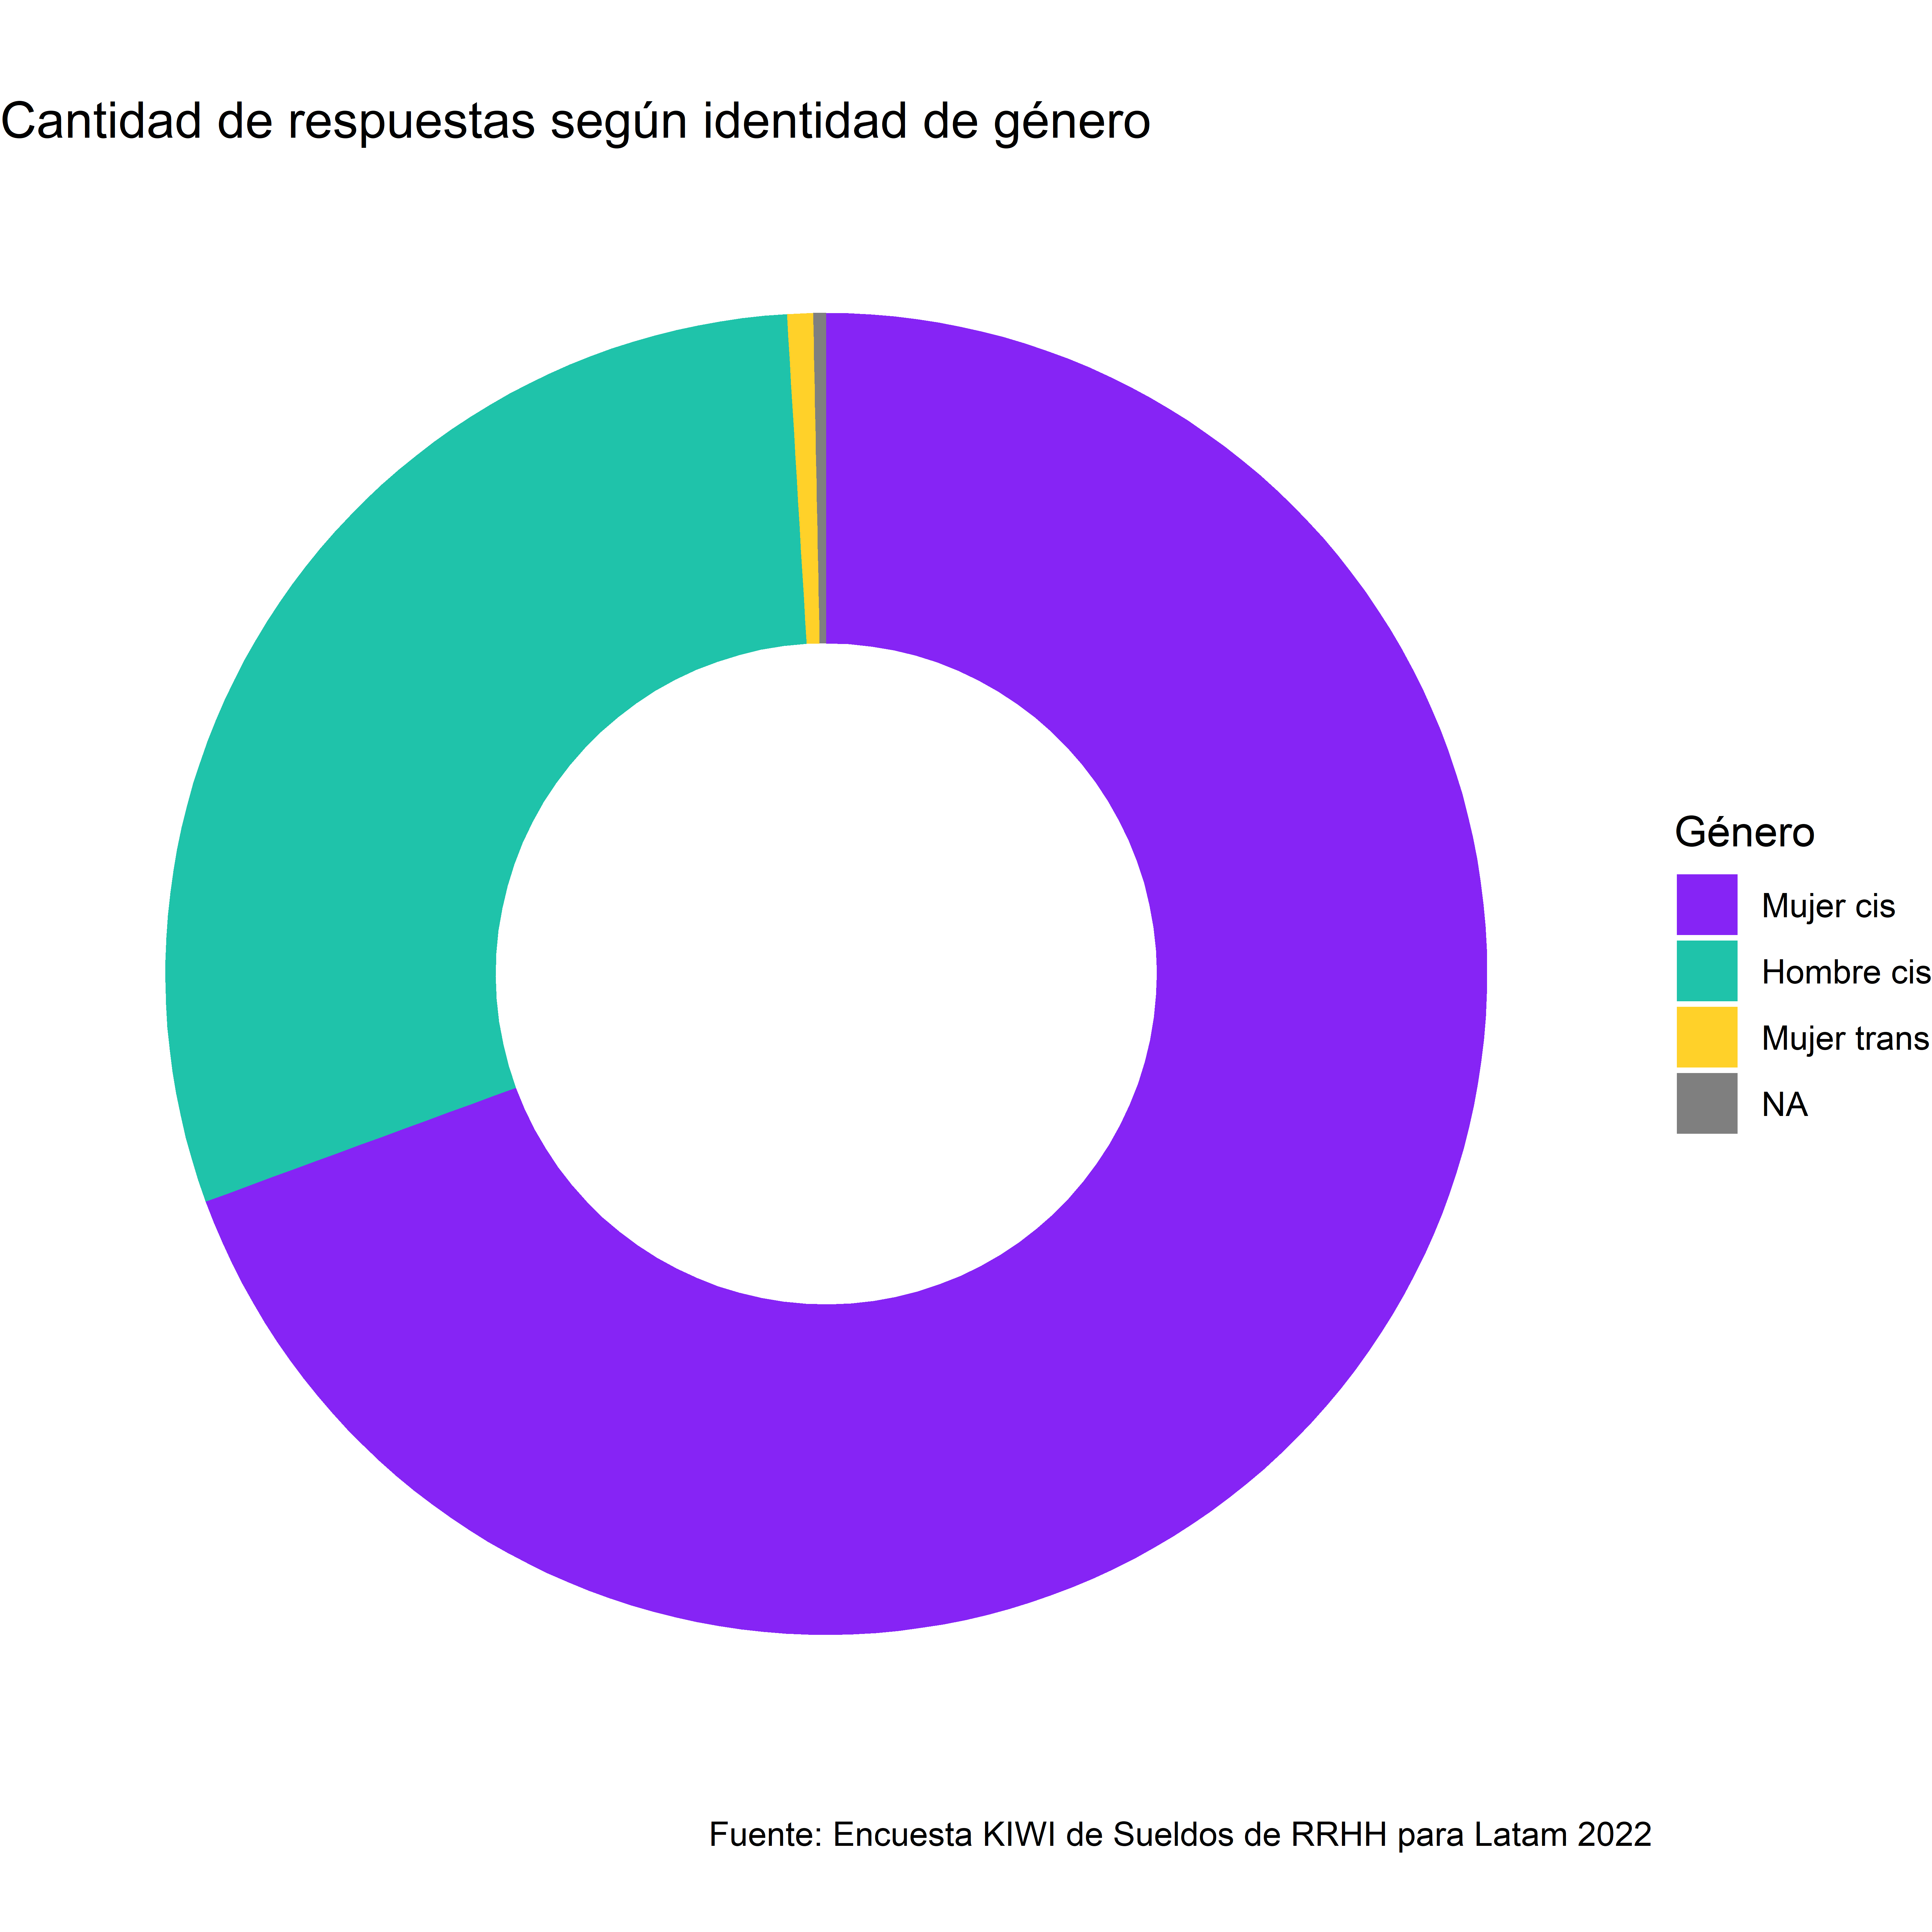 Cantidad de respuestas según identidad de género
Género
Mujer cis
Hombre cis
Mujer trans
NA
Fuente: Encuesta KIWI de Sueldos de RRHH para Latam 2022